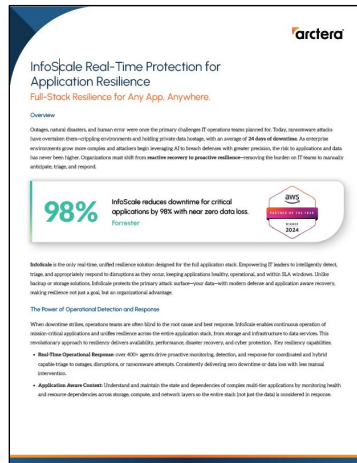 arctera
InfoScale Real-Time Protection for
Application Resilience
Full-Stack Resilience for Any App, Anywhere.
Overview
Outages, natural disasters, and human error were once the primary challenges IT operations teams planned for. Today, ransomware attacks
have overtaken them—crippling environments and holding private data hostage, with an average of 24 days of downtime. As enterprise
environments grow more complex and attackers begin leveraging AI to breach defenses with greater precision, the risk to applications and data
has never been higher. Organizations must shift from reactive recovery to proactive resilience—removing the burden on IT teams to manually
anticipate, triage, and respond.
98%
InfoScale reduces downtime for critical
applications by 98% with near zero data loss.
Forrester
aws
PARTNER OF THE YEAR
WINNER
2024
InfoScale is the only real-time, unified resilience solution designed for the full application stack. Empowering IT leaders to intelligently detect,
triage, and appropriately respond to disruptions as they occur, keeping applications healthy, operational, and within SLA windows. Unlike
backup or storage solutions, InfoScale protects the primary attack surface—your data—with modern defense and application aware recovery,
making resilience not just a goal, but an organizational advantage.
The Power of Operational Detection and Response
When downtime strikes, operations teams are often blind to the root cause and best response. InfoScale enables continuous operation of
mission-critical applications and unifies resilience across the entire application stack, from storage and infrastructure to data services. This
revolutionary approach to resiliency delivers availability, performance, disaster recovery, and cyber protection. Key resiliency capabilities:
• Real-Time Operational Response: over 400+ agents drive proactive monitoring, detection, and response for coordinated and hybrid
capable triage to outages, disruptions, or ransomware attempts. Consistently delivering zero downtime or data loss with less manual
intervention.
• Application Aware Context: Understand and maintain the state and dependencies of complex multi-tier applications by monitoring health
and resource dependencies across storage, compute, and network layers so the entire stack (not just the data) is considered in response.